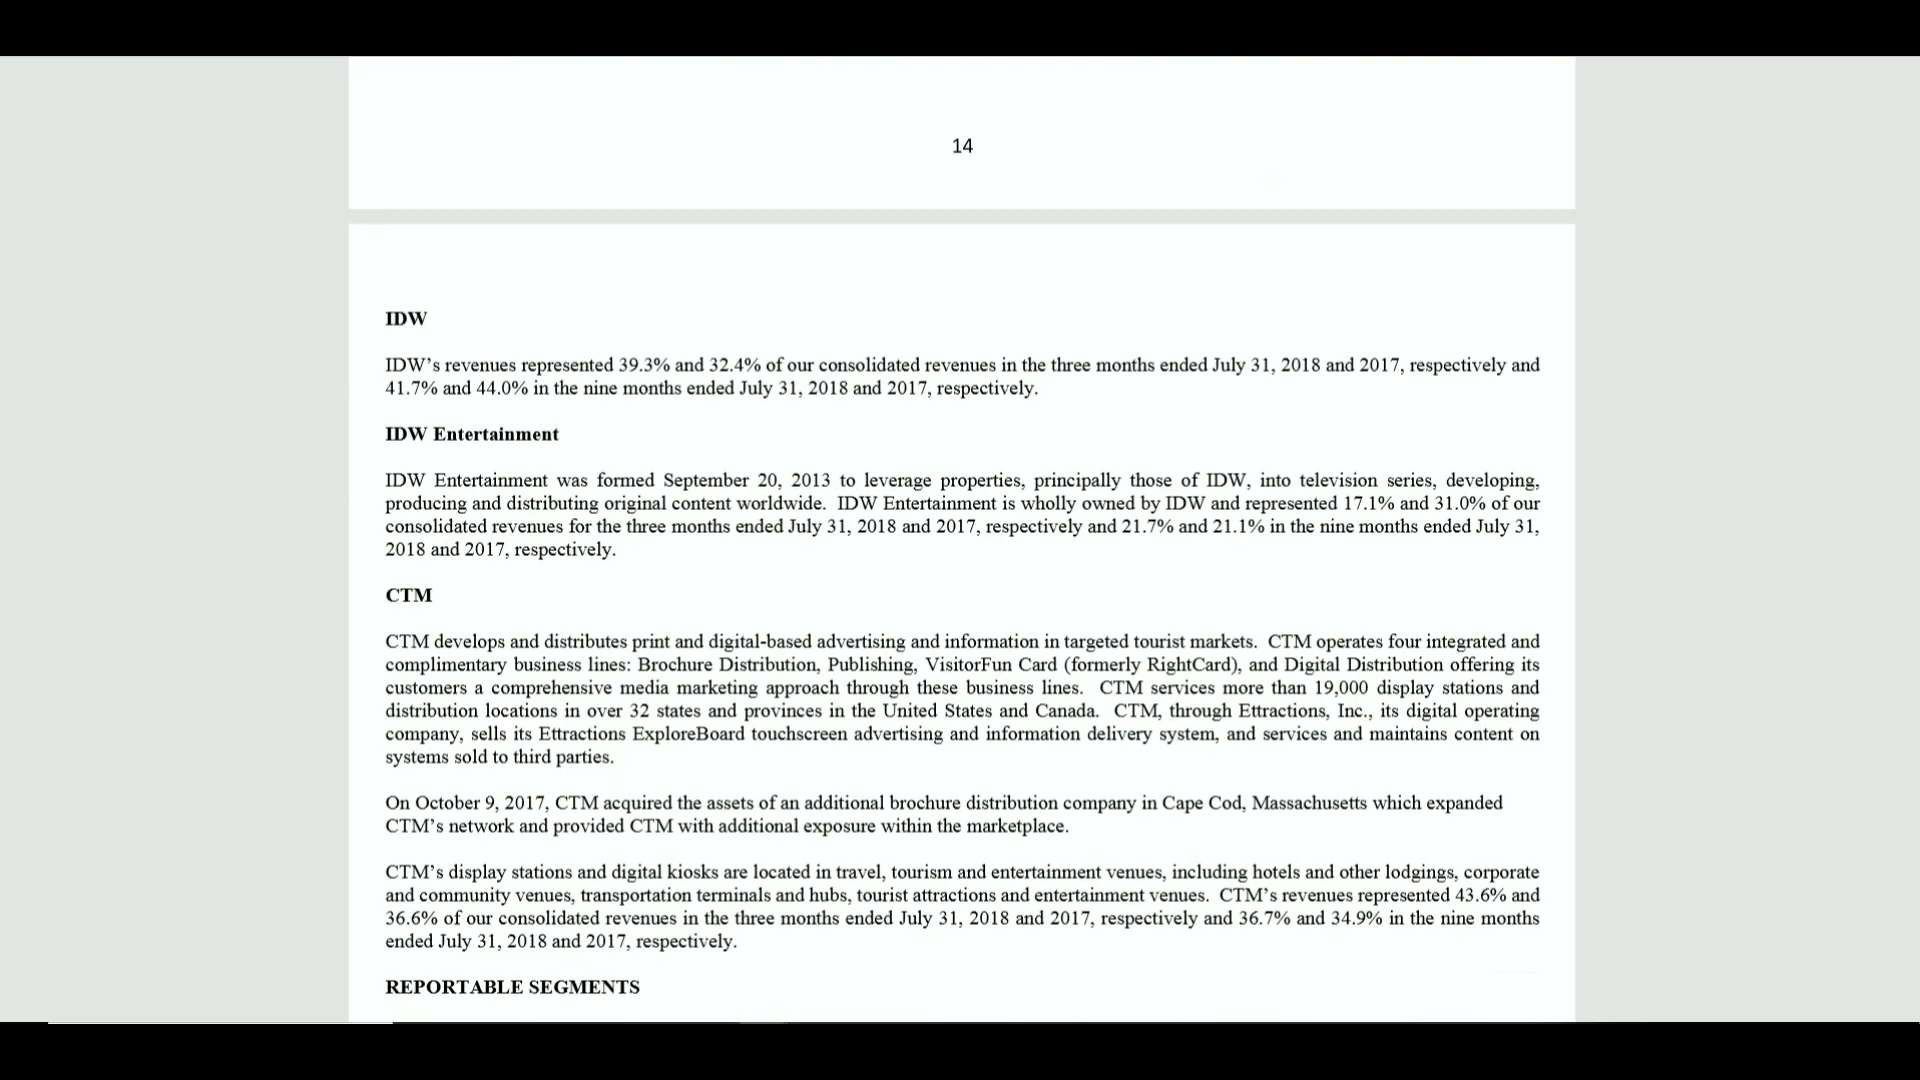 14
IDW
IDW's revenues represented 39.3% and 32.4% of our consolidated revenues in the three months ended July 31, 2018 and 2017, respectively and
41.7% and 44.0% in the nine months ended July 31, 2018 and 2017, respectively.
IDW Entertainment
IDW Entertainment was formed September 20, 2013 to leverage properties, principally those of IDW, into television series, developing,
producing and distributing original content worldwide.  IDW Entertainment is wholly owned by IDW and represented 17.1% and 31.0% of our
consolidated revenues for the three months ended July 31, 2018 and 2017, respectively and 21.7% and 21.1% in the nine months ended July 31,
2018 and 2017, respectively.
CTM
CTM develops and distributes print and digital-based advertising and information in targeted tourist markets.  CTM operates four integrated and
complimentary business lines: Brochure Distribution, Publishing, VisitorFun Card (formerly RightCard), and Digital Distribution offering its
customers a comprehensive media marketing approach through these business lines.  CTM services more than 19,000 display stations and
distribution locations in over 32 states and provinces in the United States and Canada.  CTM, through Ettractions, Inc., its digital operating
company, sells its Ettractions ExploreBoard touchscreen advertising and information delivery system, and services and maintains content on
systems sold to third parties.
On October 9, 2017, CTM acquired the assets of an additional brochure distribution company in Cape Cod, Massachusetts which expanded
CTM's network and provided CTM with additional exposure within the marketplace.
CTM's display stations and digital kiosks are located in travel, tourism and entertainment venues, including hotels and other lodgings, corporate
and community venues, transportation terminals and hubs, tourist attractions and entertainment venues.  CTM's revenues represented 43.6% and
36.6% of our consolidated revenues in the three months ended July 31, 2018 and 2017, respectively and 36.7% and 34.9% in the nine months
ended July 31, 2018 and 2017, respectively.
REPORTABLE SEGMENTS